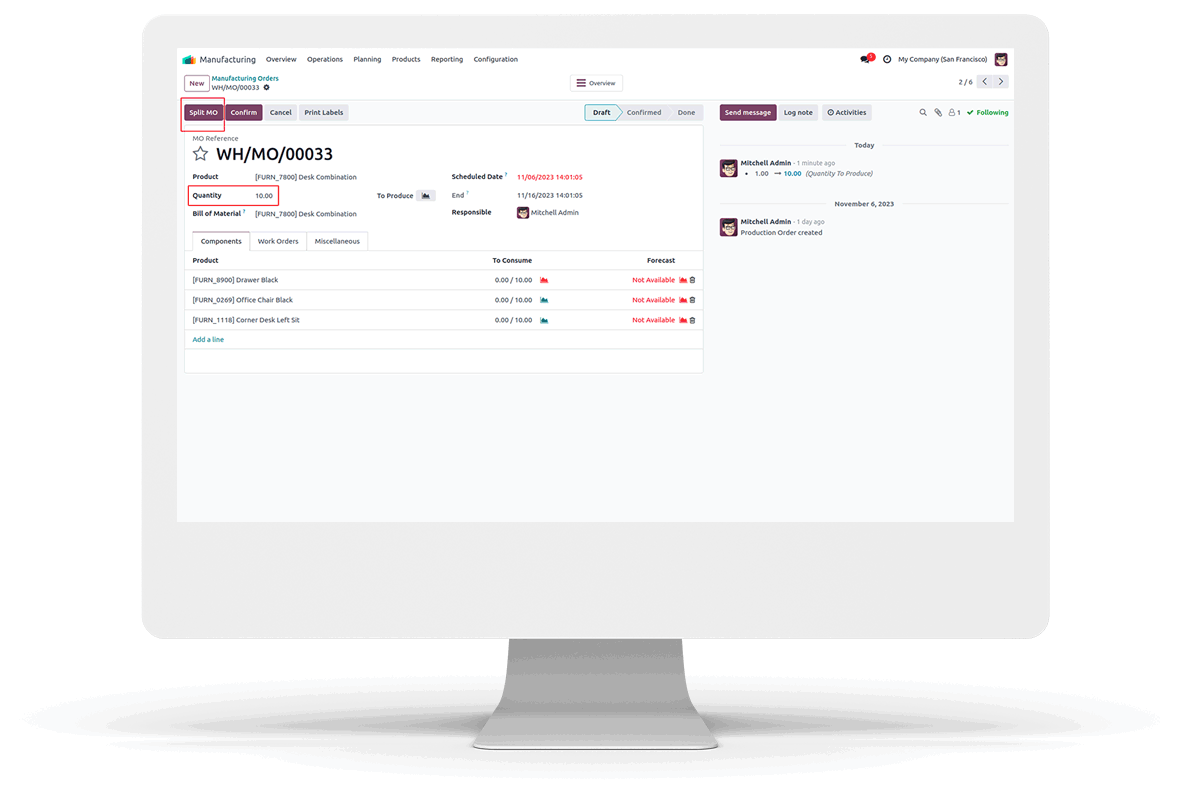 Manufacturing Overview Operations Planning Products Reporting Configuration 1 My Company (San Francisco)
New Manufacturing Orders
WH/MO/00033
Overview
2 / 6
Split MO Confirm Cancel Print Labels Draft Confirmed Done Send message Log note Activities 1 Following
MO Reference
WH/MO/00033
Product [FURN_7800] Desk Combination Scheduled Date ? 11/06/2023 14:01:05
Quantity 10.00 To Produce End ? 11/16/2023 14:01:05
Bill of Material ? [FURN_7800] Desk Combination Responsible Mitchell Admin
Components Work Orders Miscellaneous
Product To Consume Forecast
[FURN_8900] Drawer Black 0.00 / 10.00 Not Available
[FURN_0269] Office Chair Black 0.00 / 10.00 Not Available
[FURN_1118] Corner Desk Left Sit 0.00 / 10.00 Not Available
Add a line
Today
Mitchell Admin - 1 minute ago
• 1.00 → 10.00 (Quantity To Produce)
November 6, 2023
Mitchell Admin - 1 day ago
Production Order created